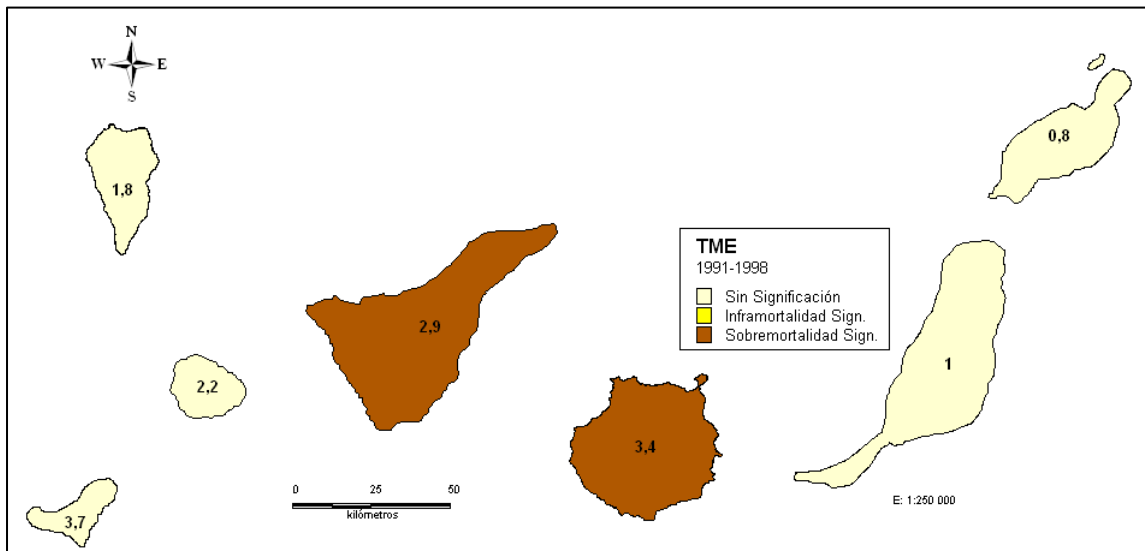 N
W E
S
0,8
1,8
TME
1991-1998
Sin Significación
Inframortalidad Sign.
Sobremortalidad Sign.
2,9
1
2,2
3,4
0 25 50
kilómetros
E: 1:250 000
3,7